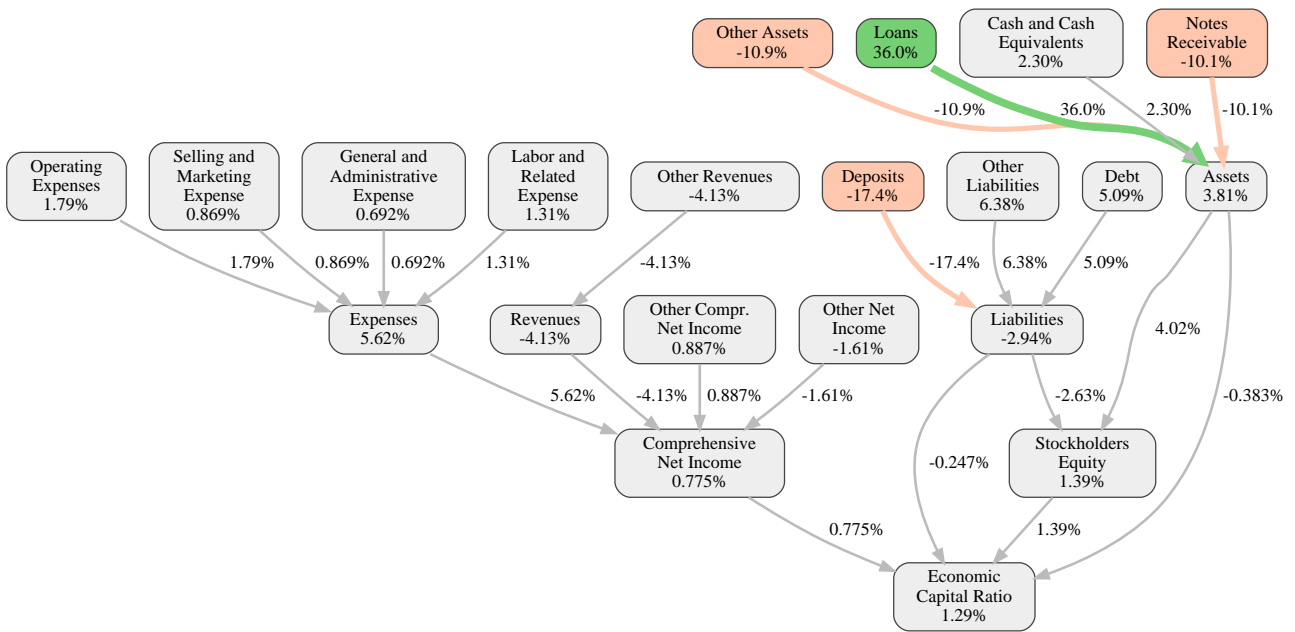 Other Assets
-10.9%
Loans
36.0%
Cash and Cash
Equivalents
2.30%
Notes
Receivable
-10.1%
-10.9%
36.0%
2.30%
-10.1%
Operating
Expenses
1.79%
Selling and
Marketing
Expense
0.869%
General and
Administrative
Expense
0.692%
Labor and
Related
Expense
1.31%
Other Revenues
-4.13%
Deposits
-17.4%
Other
Liabilities
6.38%
Debt
5.09%
Assets
3.81%
1.79%
0.869%
0.692%
1.31%
-4.13%
-17.4%
6.38%
5.09%
Expenses
5.62%
Revenues
-4.13%
Other Compr.
Net Income
0.887%
Other Net
Income
-1.61%
Liabilities
-2.94%
4.02%
5.62%
-4.13%
0.887%
-1.61%
-2.63%
-0.383%
Comprehensive
Net Income
0.775%
-0.247%
Stockholders
Equity
1.39%
0.775%
1.39%
Economic
Capital Ratio
1.29%